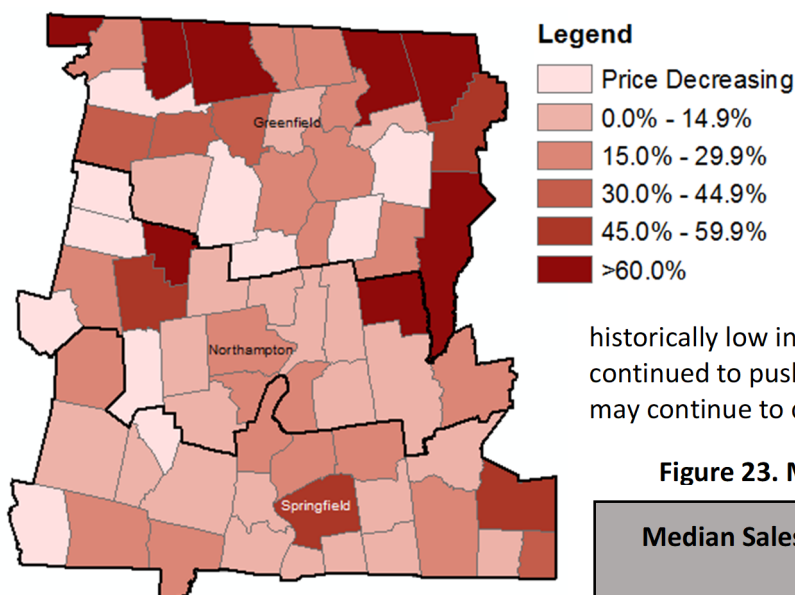 Legend
Price Decreasing
0.0% - 14.9%
15.0% - 29.9%
30.0% - 44.9%
45.0% - 59.9%
>60.0%
Greenfield
Northampton
Springfield
historically low in
continued to push
may continue to
Figure 23. M
Median Sales